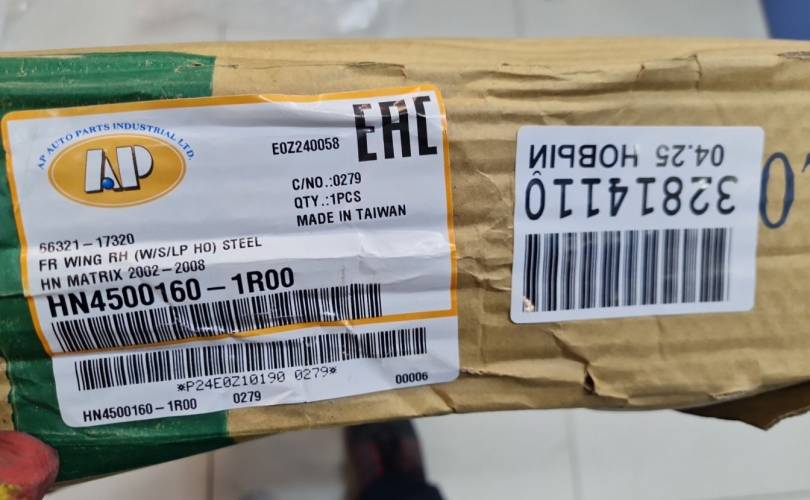 AP AUTO PARTS INDUSTRIAL LTD.
AP
E0Z240058
EAC
C/NO.:0279
QTY.:1PCS
MADE IN TAIWAN
66321-17320
FR WING RH (W/S/LP HO) STEEL
HN MATRIX 2002-2008
HN4500160-1R00
*P24E0Z10190 0279*
HN4500160-1R00 0279 00006
32814110
04.25 НОВЫЙ